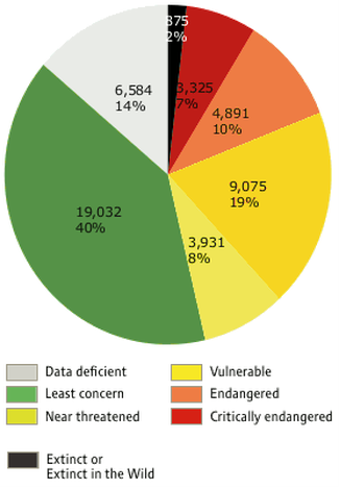 875
2%
3,325
7%
6,584
14%
4,891
10%
9,075
19%
19,032
40%
3,931
8%
Data deficient
Vulnerable
Least concern
Endangered
Near threatened
Critically endangered
Extinct or
Extinct in the Wild